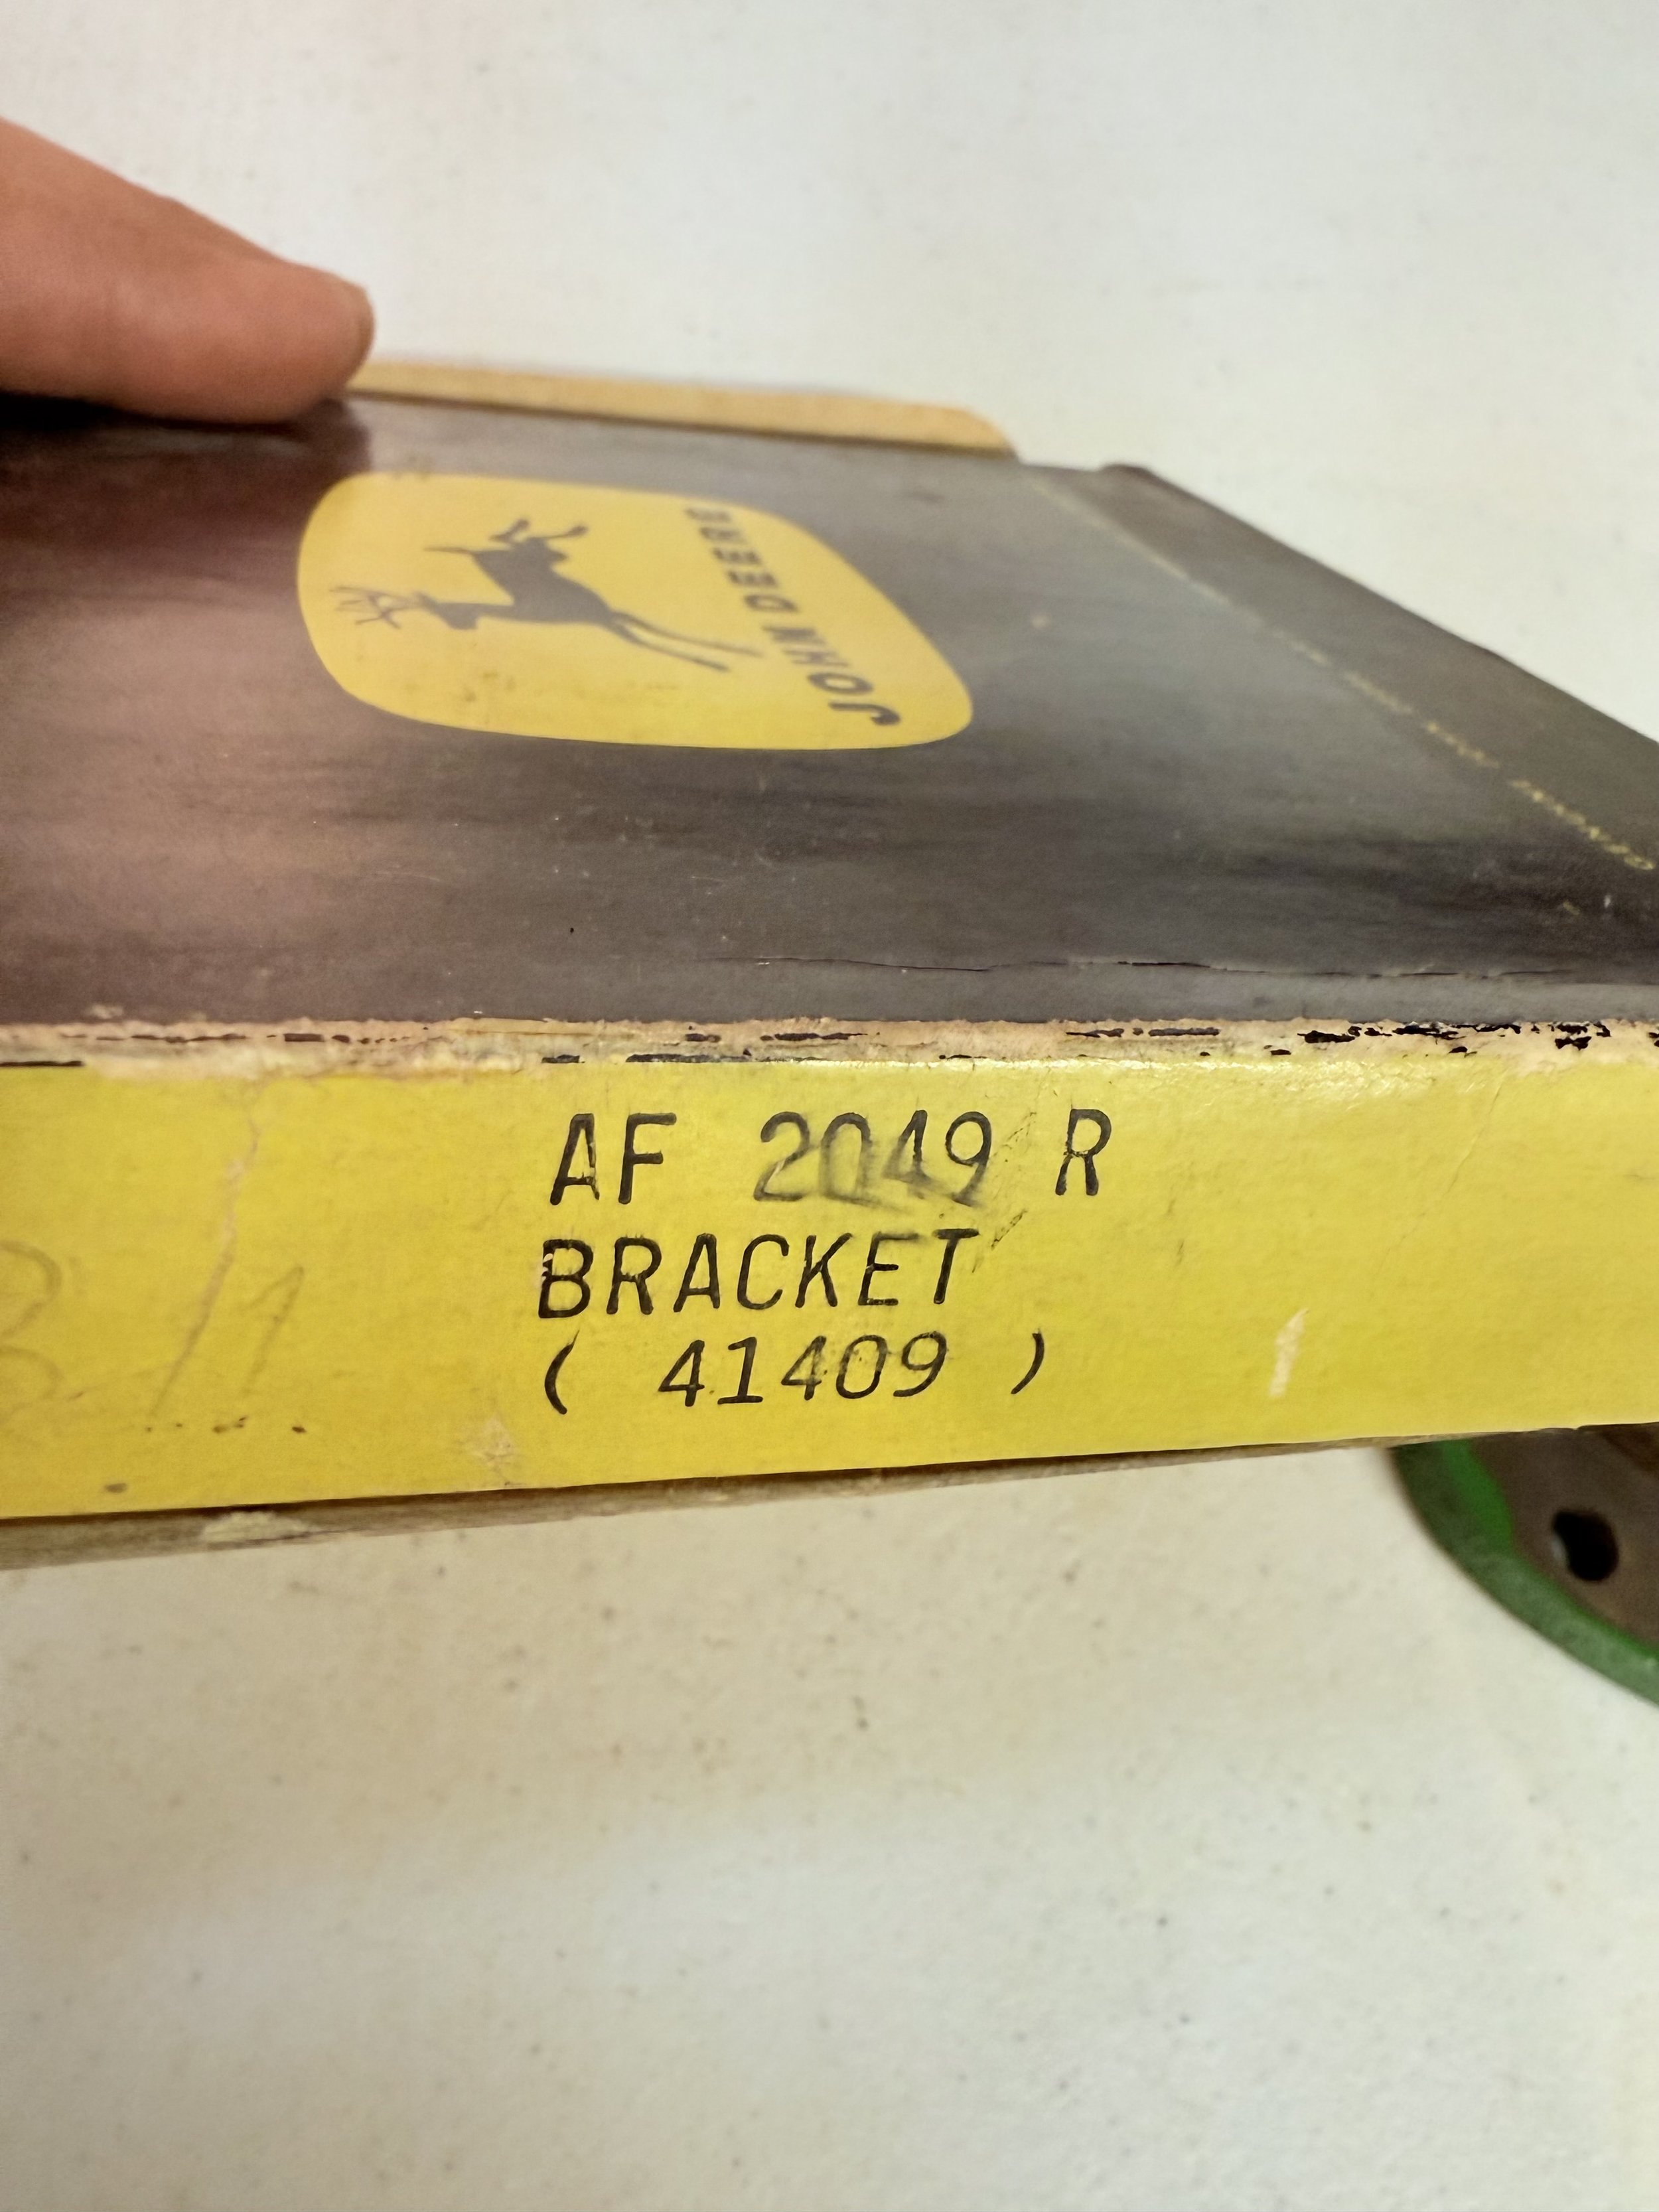 JOHN DEERE
AF 2049 R
BRACKET
( 41409 )